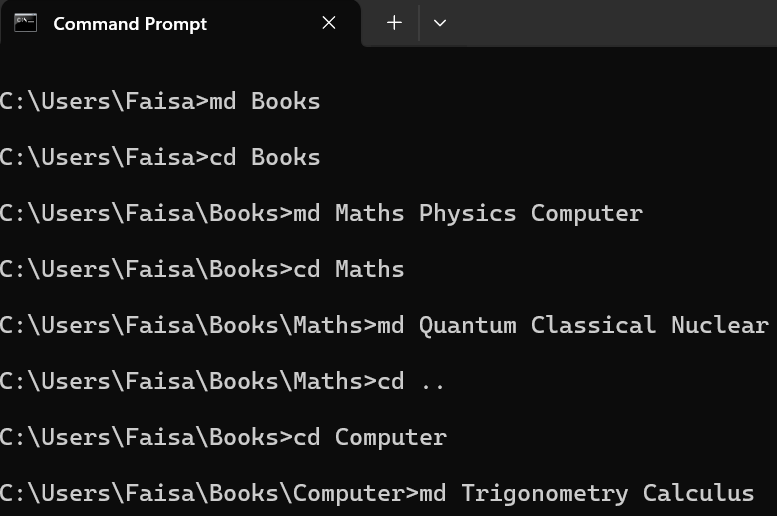 Command Prompt
C:\Users\Faisa>md Books
C:\Users\Faisa>cd Books
C:\Users\Faisa\Books>md Maths Physics Computer
C:\Users\Faisa\Books>cd Maths
C:\Users\Faisa\Books\Maths>md Quantum Classical Nuclear
C:\Users\Faisa\Books\Maths>cd ..
C:\Users\Faisa\Books>cd Computer
C:\Users\Faisa\Books\Computer>md Trigonometry Calculus